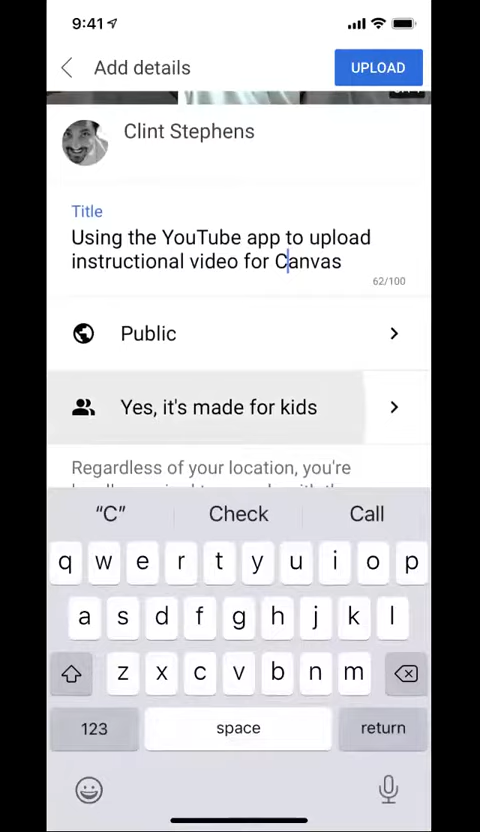 9:41
Add details
UPLOAD
Clint Stephens
Title
Using the YouTube app to upload
instructional video for Canvas
62/100
Public
Yes, it's made for kids
Regardless of your location, you're
“C”
Check
Call
q w e r t y u i o p
a s d f g h j k l
z x c v b n m
123
space
return